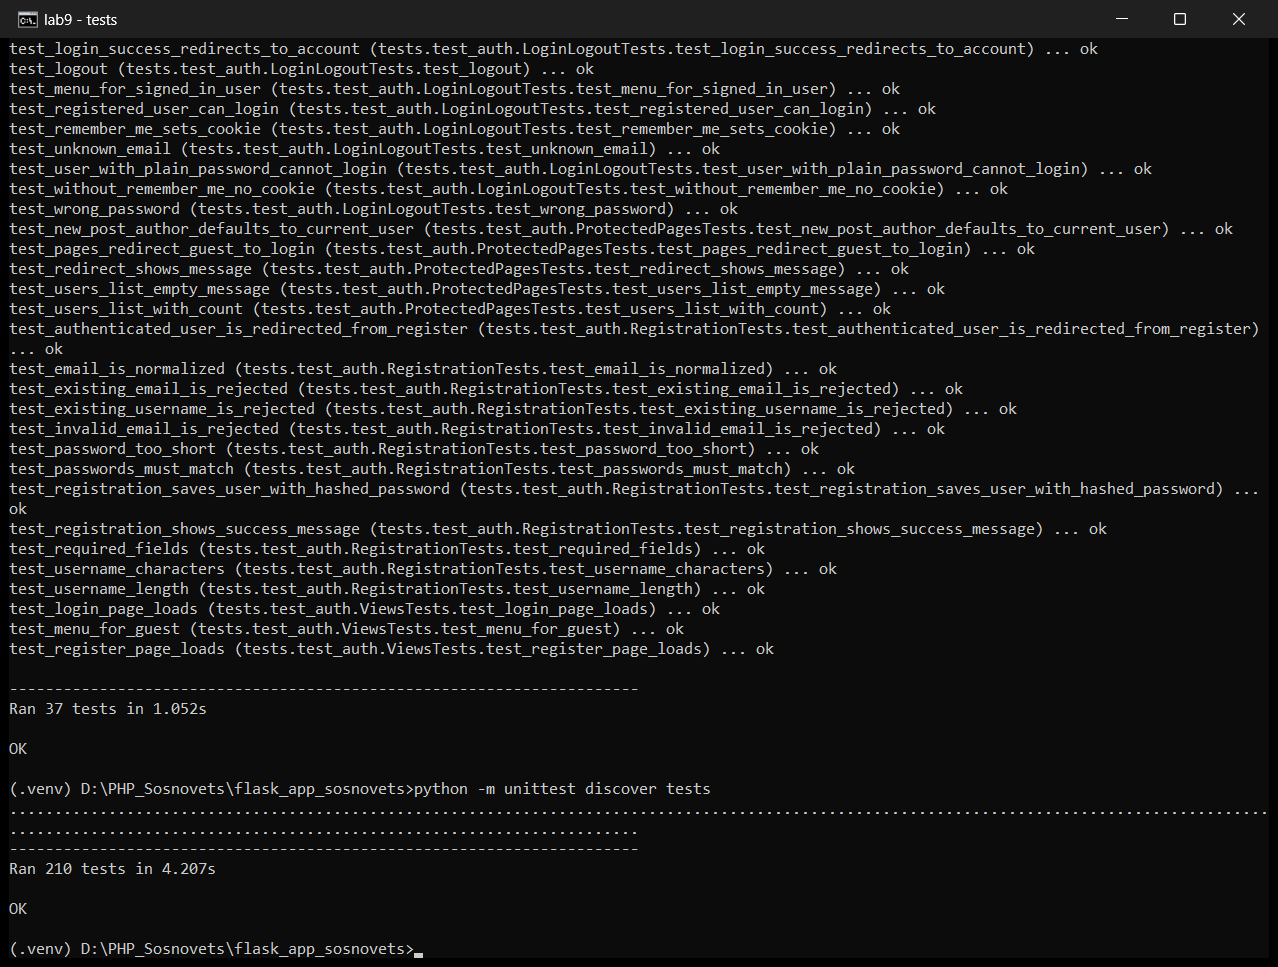 lab9 - tests
test_login_success_redirects_to_account (tests.test_auth.LoginLogoutTests.test_login_success_redirects_to_account) ... ok
test_logout (tests.test_auth.LoginLogoutTests.test_logout) ... ok
test_menu_for_signed_in_user (tests.test_auth.LoginLogoutTests.test_menu_for_signed_in_user) ... ok
test_registered_user_can_login (tests.test_auth.LoginLogoutTests.test_registered_user_can_login) ... ok
test_remember_me_sets_cookie (tests.test_auth.LoginLogoutTests.test_remember_me_sets_cookie) ... ok
test_unknown_email (tests.test_auth.LoginLogoutTests.test_unknown_email) ... ok
test_user_with_plain_password_cannot_login (tests.test_auth.LoginLogoutTests.test_user_with_plain_password_cannot_login) ... ok
test_without_remember_me_no_cookie (tests.test_auth.LoginLogoutTests.test_without_remember_me_no_cookie) ... ok
test_wrong_password (tests.test_auth.LoginLogoutTests.test_wrong_password) ... ok
test_new_post_author_defaults_to_current_user (tests.test_auth.ProtectedPagesTests.test_new_post_author_defaults_to_current_user) ... ok
test_pages_redirect_guest_to_login (tests.test_auth.ProtectedPagesTests.test_pages_redirect_guest_to_login) ... ok
test_redirect_shows_message (tests.test_auth.ProtectedPagesTests.test_redirect_shows_message) ... ok
test_users_list_empty_message (tests.test_auth.ProtectedPagesTests.test_users_list_empty_message) ... ok
test_users_list_with_count (tests.test_auth.ProtectedPagesTests.test_users_list_with_count) ... ok
test_authenticated_user_is_redirected_from_register (tests.test_auth.RegistrationTests.test_authenticated_user_is_redirected_from_register)
... ok
test_email_is_normalized (tests.test_auth.RegistrationTests.test_email_is_normalized) ... ok
test_existing_email_is_rejected (tests.test_auth.RegistrationTests.test_existing_email_is_rejected) ... ok
test_existing_username_is_rejected (tests.test_auth.RegistrationTests.test_existing_username_is_rejected) ... ok
test_invalid_email_is_rejected (tests.test_auth.RegistrationTests.test_invalid_email_is_rejected) ... ok
test_password_too_short (tests.test_auth.RegistrationTests.test_password_too_short) ... ok
test_passwords_must_match (tests.test_auth.RegistrationTests.test_passwords_must_match) ... ok
test_registration_saves_user_with_hashed_password (tests.test_auth.RegistrationTests.test_registration_saves_user_with_hashed_password) ...
ok
test_registration_shows_success_message (tests.test_auth.RegistrationTests.test_registration_shows_success_message) ... ok
test_required_fields (tests.test_auth.RegistrationTests.test_required_fields) ... ok
test_username_characters (tests.test_auth.RegistrationTests.test_username_characters) ... ok
test_username_length (tests.test_auth.RegistrationTests.test_username_length) ... ok
test_login_page_loads (tests.test_auth.ViewsTests.test_login_page_loads) ... ok
test_menu_for_guest (tests.test_auth.ViewsTests.test_menu_for_guest) ... ok
test_register_page_loads (tests.test_auth.ViewsTests.test_register_page_loads) ... ok
----------------------------------------------------------------------
Ran 37 tests in 1.052s
OK
(.venv) D:\PHP_Sosnovets\flask_app_sosnovets>python -m unittest discover tests
............................................................................................................................................
......................................................................
----------------------------------------------------------------------
Ran 210 tests in 4.207s
OK
(.venv) D:\PHP_Sosnovets\flask_app_sosnovets>